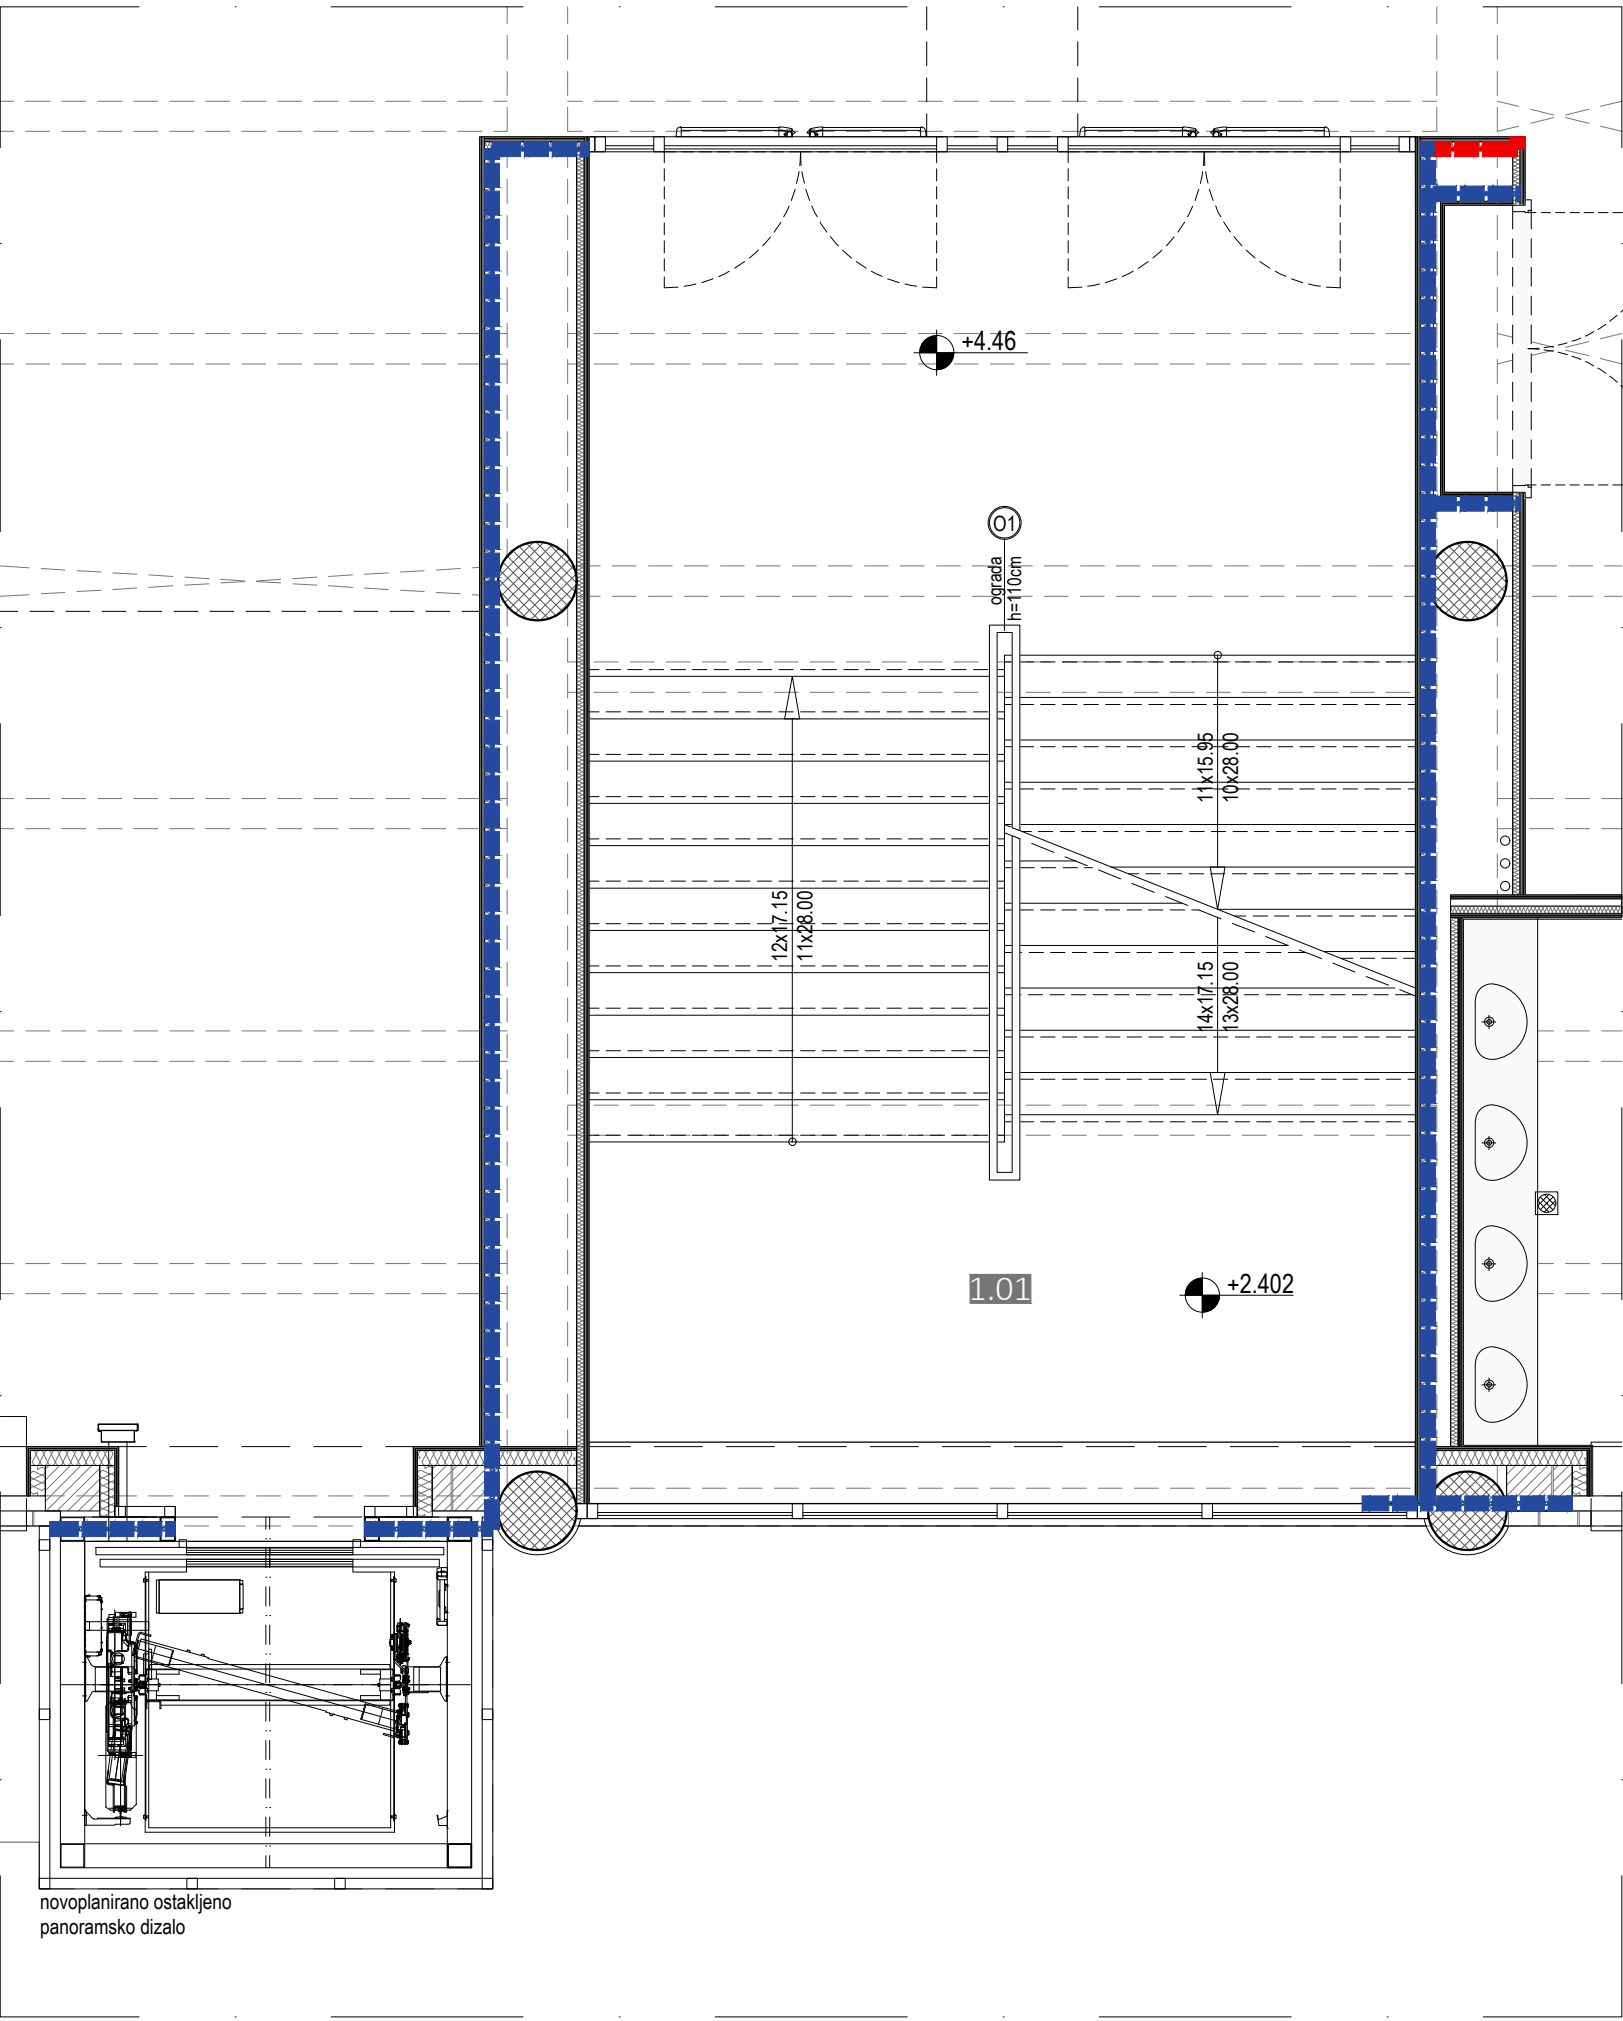 +4.46
O1
ograda
h=110cm
11x15.95
10x28.00
12x17.15
11x28.00
14x17.15
13x28.00
1.01
+2.402
novoplanirano ostakljeno
panoramsko dizalo